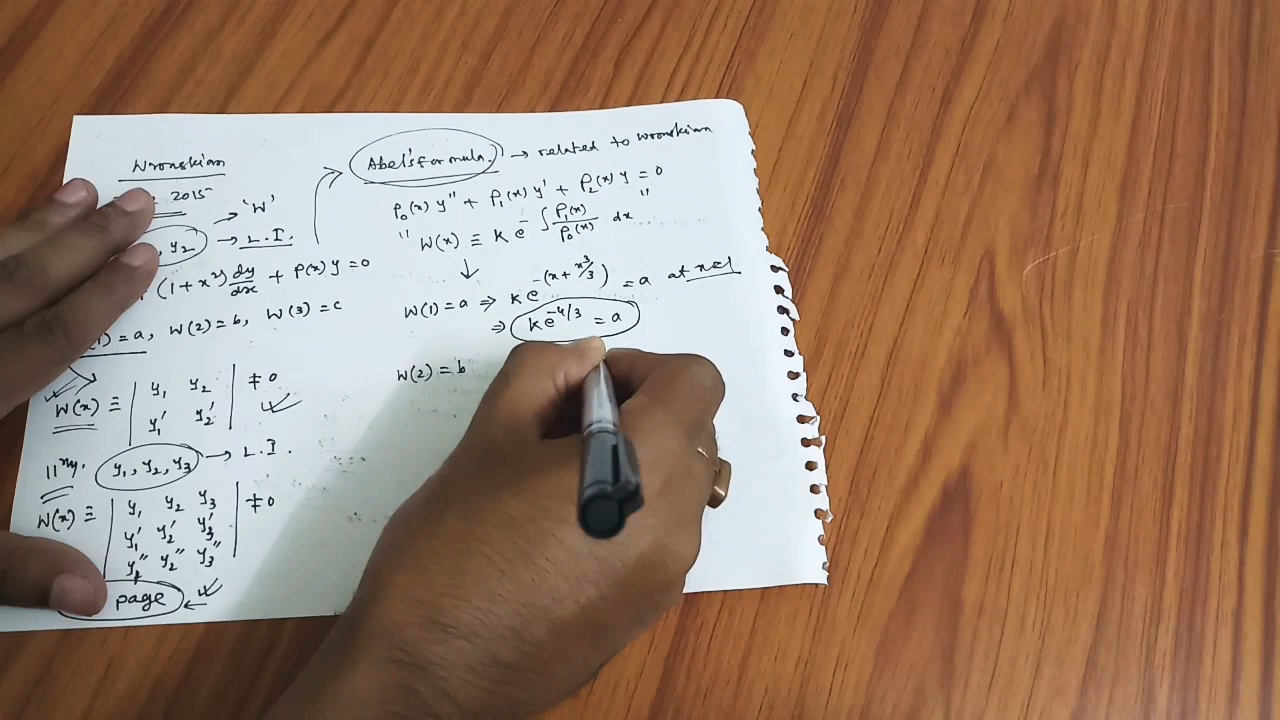 Wronskian
2015
→ 'W'
, y₂ → L.I.
(1+x²) dy/dx + P(x) y = 0
(1) = a, W(2) = b, W(3) = c
W(x) ≡ | y₁ y₂ | ≠ 0
| y₁' y₂' |
11ʳˡy. y₁, y₂, y₃ → L.I.
W(x) ≡ | y₁ y₂ y₃ | ≠ 0
| y₁' y₂' y₃' |
| y₁'' y₂'' y₃'' |
page ←
Abel's formula. → related to Wronskian
P₀(x) y'' + P₁(x) y' + P₂(x) y = 0
" W(x) ≡ K e^-∫ P₁(x)/P₀(x) dx "
↓
W(1) = a ⇒ K e^-(x + x³/3) = a at x=1
⇒ K e^-4/3 = a
W(2) = b